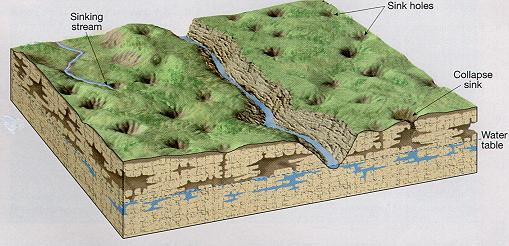 Sinking
stream
Sink holes
Collapse
sink
Water
table